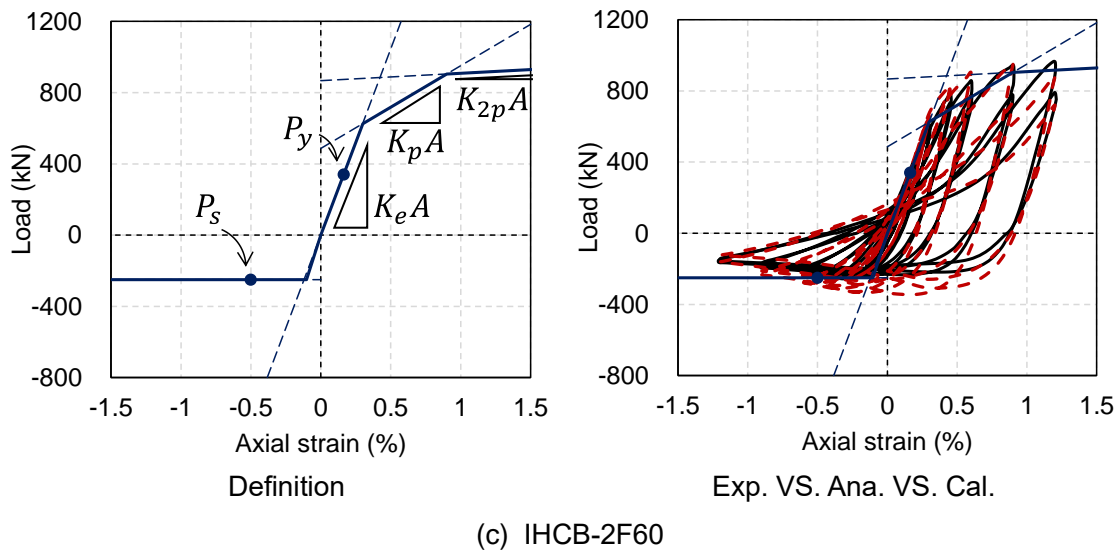 1200
800
400
0
-400
-800
Load (kN)
P_y
P_s
K_{2p}A
K_pA
K_eA
-1.5 -1 -0.5 0 0.5 1 1.5
Axial strain (%)
Definition
1200
800
400
0
-400
-800
Load (kN)
-1.5 -1 -0.5 0 0.5 1 1.5
Axial strain (%)
Exp. VS. Ana. VS. Cal.
(c) IHCB-2F60